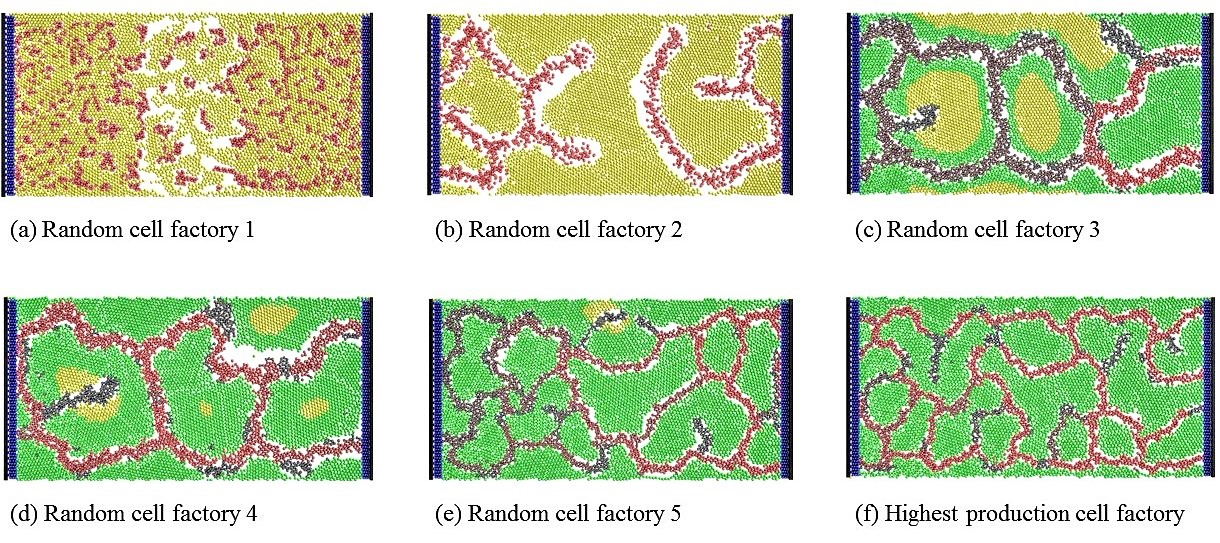 (a) Random cell factory 1
(b) Random cell factory 2
(c) Random cell factory 3
(d) Random cell factory 4
(e) Random cell factory 5
(f) Highest production cell factory